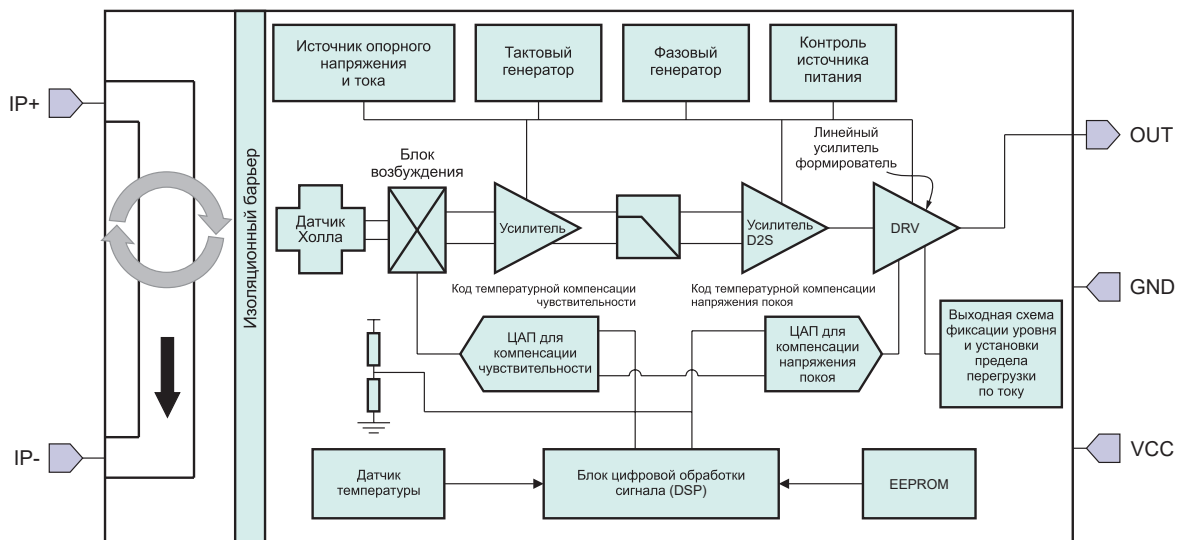 Источник опорного
напряжения
и тока
Тактовый
генератор
Фазовый
генератор
Контроль
источника
питания
IP+
IP-
Изоляционный барьер
Линейный
усилитель
формирователь
OUT
Блок
возбуждения
Датчик
Холла
Усилитель
Усилитель
D2S
DRV
GND
Код температурной компенсации
чувствительности
Код температурной компенсации
напряжения покоя
ЦАП для
компенсации
чувствительности
ЦАП для
компенсации
напряжения
покоя
Выходная схема
фиксации уровня
и установки
предела
перегрузки
по току
VCC
Датчик
температуры
Блок цифровой обработки
сигнала (DSP)
EEPROM